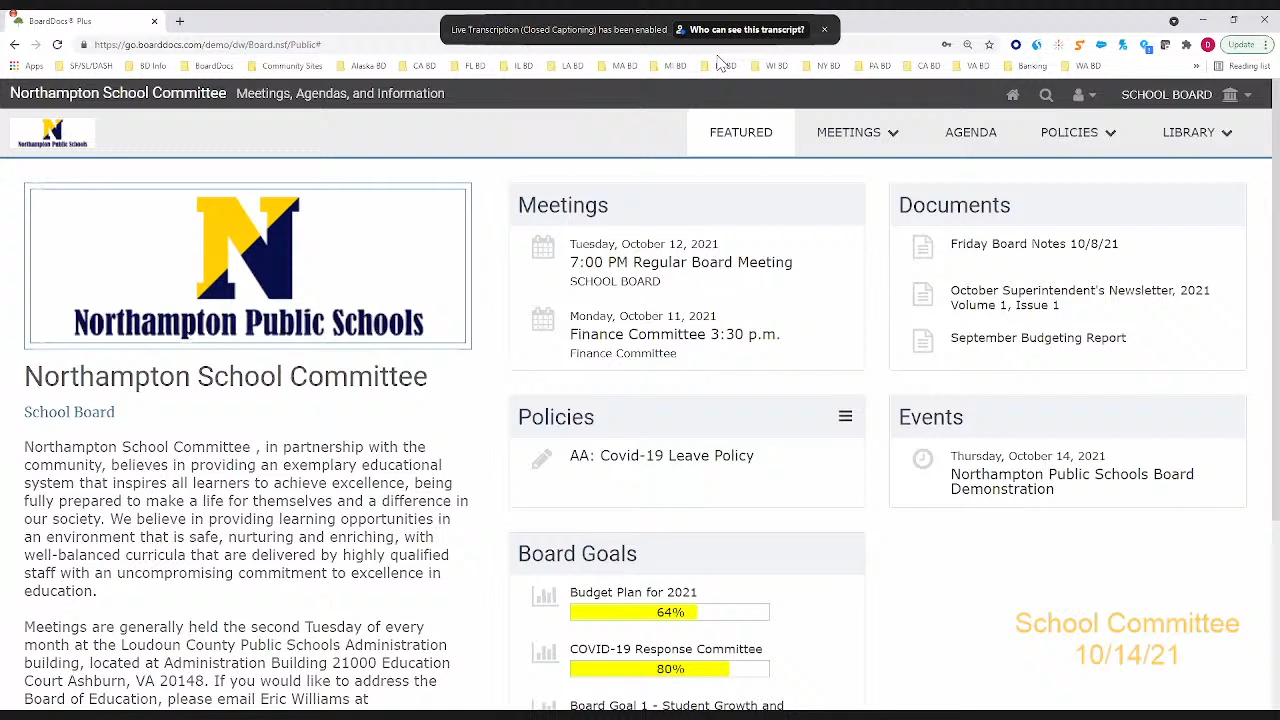 BoardDocs® Plus
Live Transcription (Closed Captioning) has been enabled
Who can see this transcript?
https://go.boarddocs.com/demo/dw/Board.nsf/Public#
Update
Apps SF/SL/DASH BD Info BoardDocs Community Sites Alaska BD CA BD FL BD IL BD LA BD MA BD MI BD WI BD NY BD PA BD CA BD VA BD Banking WA BD » Reading list
Northampton School Committee Meetings, Agendas, and Information
SCHOOL BOARD
N
Northampton Public Schools
FEATURED MEETINGS AGENDA POLICIES LIBRARY
N
Northampton Public Schools
Northampton School Committee
School Board
Northampton School Committee , in partnership with the
community, believes in providing an exemplary educational
system that inspires all learners to achieve excellence, being
fully prepared to make a life for themselves and a difference in
our society. We believe in providing learning opportunities in
an environment that is safe, nurturing and enriching, with
well-balanced curricula that are delivered by highly qualified
staff with an uncompromising commitment to excellence in
education.
Meetings are generally held the second Tuesday of every
month at the Loudoun County Public Schools Administration
building, located at Administration Building 21000 Education
Court Ashburn, VA 20148. If you would like to address the
Board of Education, please email Eric Williams at
Meetings
Tuesday, October 12, 2021
7:00 PM Regular Board Meeting
SCHOOL BOARD
Monday, October 11, 2021
Finance Committee 3:30 p.m.
Finance Committee
Policies
AA: Covid-19 Leave Policy
Board Goals
Budget Plan for 2021
64%
COVID-19 Response Committee
80%
Board Goal 1 - Student Growth and
Documents
Friday Board Notes 10/8/21
October Superintendent's Newsletter, 2021
Volume 1, Issue 1
September Budgeting Report
Events
Thursday, October 14, 2021
Northampton Public Schools Board
Demonstration
School Committee
10/14/21